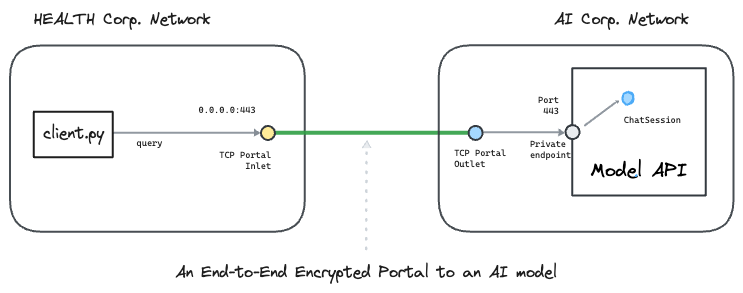 HEALTH Corp. Network
AI Corp. Network
client.py
query
0.0.0.0:443
TCP Portal
Inlet
TCP Portal
Outlet
Port
443
Private
endpoint
ChatSession
Model API
An End-to-End Encrypted Portal to an AI model